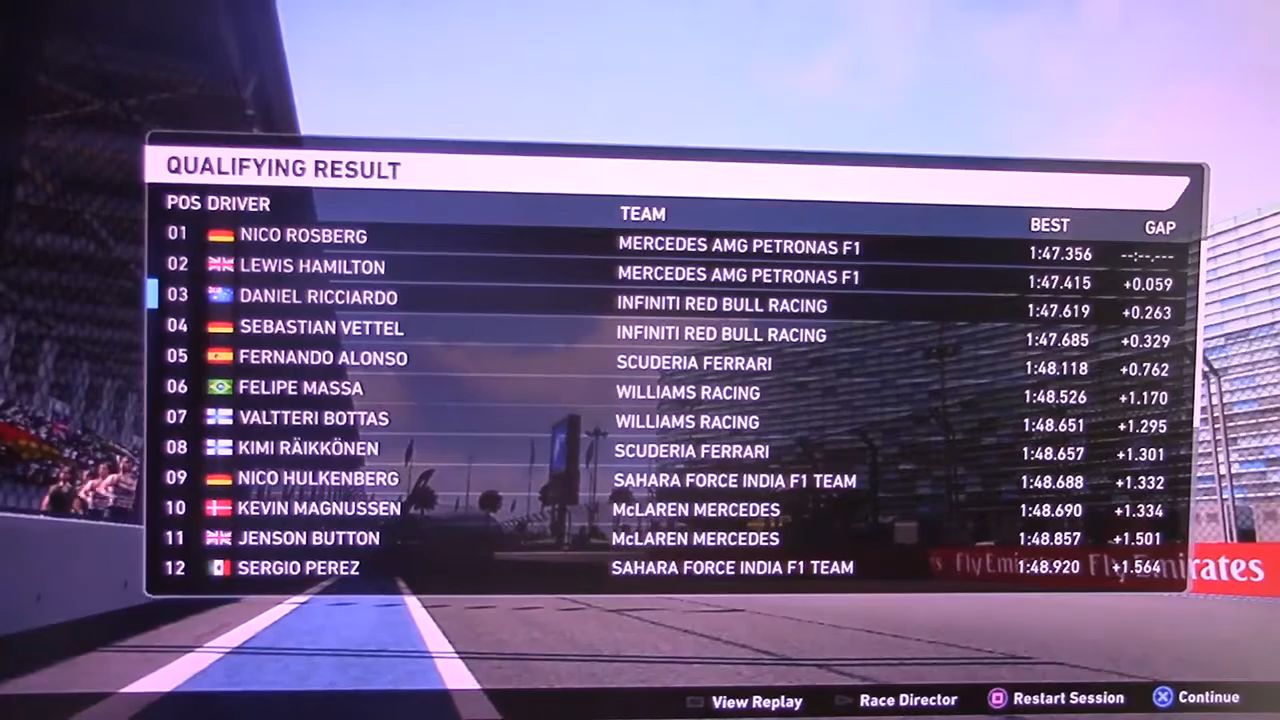 QUALIFYING RESULT
POS DRIVER TEAM BEST GAP
01 NICO ROSBERG MERCEDES AMG PETRONAS F1 1:47.356 --:--.---
02 LEWIS HAMILTON MERCEDES AMG PETRONAS F1 1:47.415 +0.059
03 DANIEL RICCIARDO INFINITI RED BULL RACING 1:47.619 +0.263
04 SEBASTIAN VETTEL INFINITI RED BULL RACING 1:47.685 +0.329
05 FERNANDO ALONSO SCUDERIA FERRARI 1:48.118 +0.762
06 FELIPE MASSA WILLIAMS RACING 1:48.526 +1.170
07 VALTTERI BOTTAS WILLIAMS RACING 1:48.651 +1.295
08 KIMI RÄIKKÖNEN SCUDERIA FERRARI 1:48.657 +1.301
09 NICO HULKENBERG SAHARA FORCE INDIA F1 TEAM 1:48.688 +1.332
10 KEVIN MAGNUSSEN McLAREN MERCEDES 1:48.690 +1.334
11 JENSON BUTTON McLAREN MERCEDES 1:48.857 +1.501
12 SERGIO PEREZ SAHARA FORCE INDIA F1 TEAM 1:48.920 +1.564
Fly Emirates
View Replay Race Director Restart Session Continue